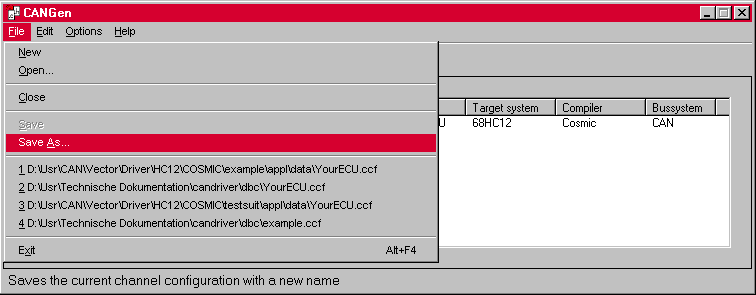 CANGen
File Edit Options Help
New
Open...
Close
Save
Save As...
1 D:\Usr\CAN\Vector\Driver\HC12\COSMIC\example\appl\data\YourECU.ccf
2 D:\Usr\Technische Dokumentation\candriver\dbc\YourECU.ccf
3 D:\Usr\CAN\Vector\Driver\HC12\COSMIC\testsuit\appl\data\YourECU.ccf
4 D:\Usr\Technische Dokumentation\candriver\dbc\example.ccf
Exit Alt+F4
Target system Compiler Bussystem
U 68HC12 Cosmic CAN
Saves the current channel configuration with a new name